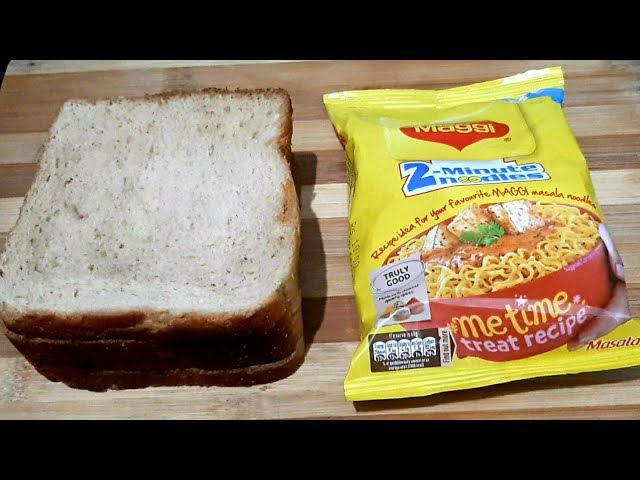 Maggi
2-Minute
noodles
Recipe idea for your favourite MAGGI masala noodles
TRULY
GOOD
me time
treat recipe
Masala